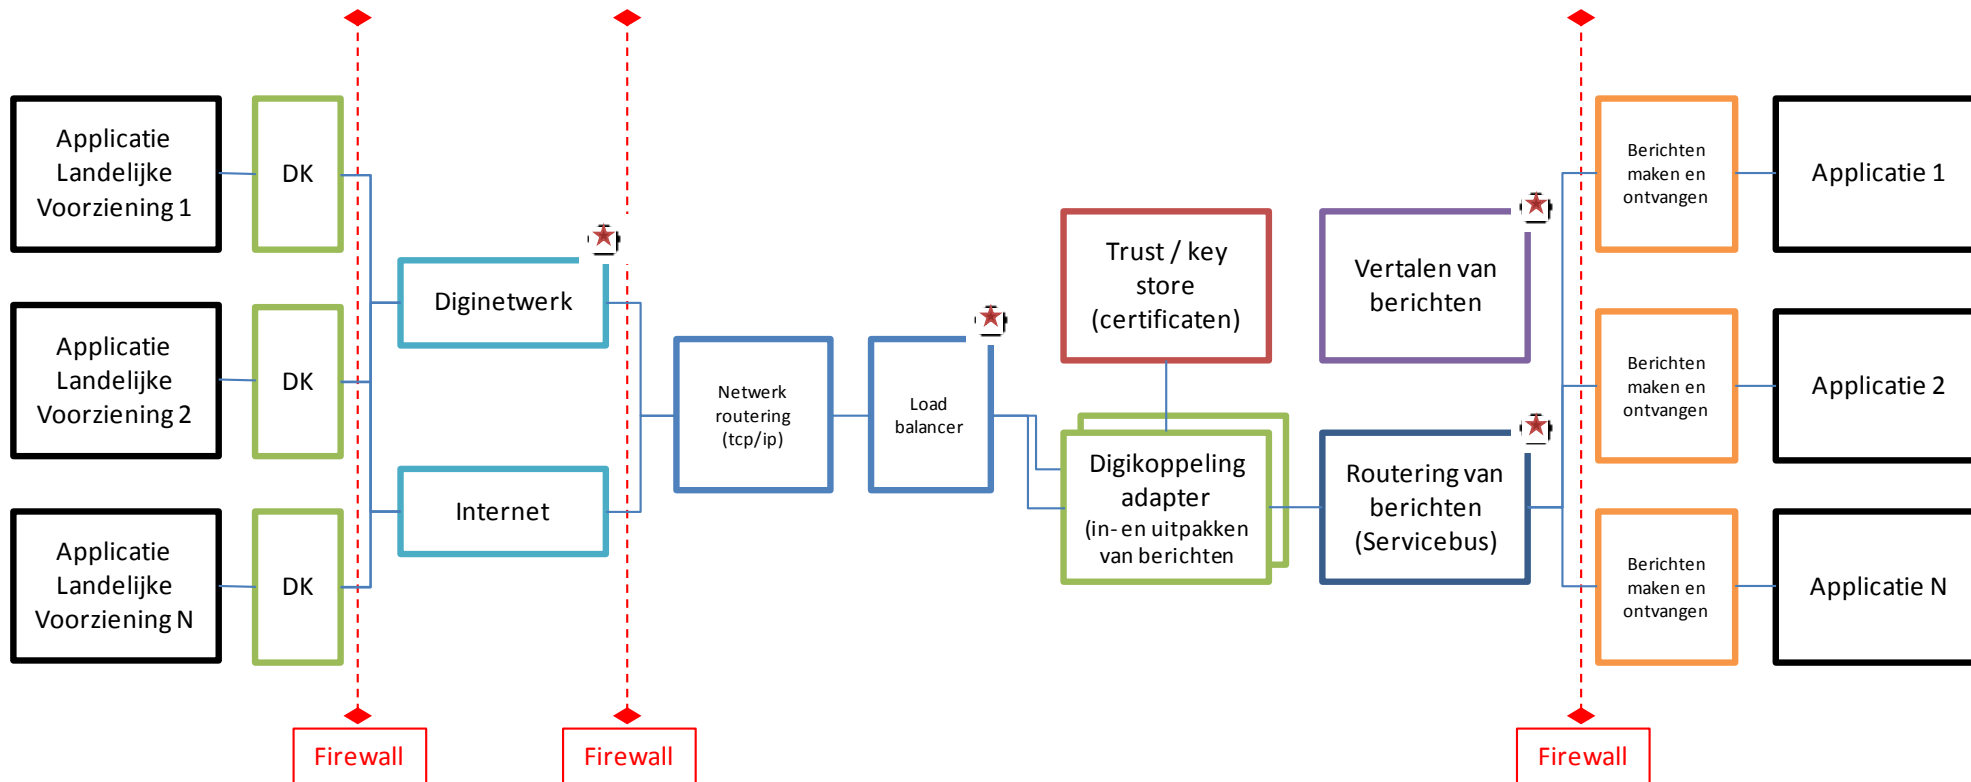 Applicatie
Landelijke
Voorziening 1
DK
Applicatie
Landelijke
Voorziening 2
DK
Applicatie
Landelijke
Voorziening N
DK
Diginetwerk
Internet
Netwerk
routering
(tcp/ip)
Load
balancer
Trust / key
store
(certificaten)
Digikoppeling
adapter
(in- en uitpakken
van berichten
Vertalen van
berichten
Routering van
berichten
(Servicebus)
Berichten
maken en
ontvangen
Applicatie 1
Berichten
maken en
ontvangen
Applicatie 2
Berichten
maken en
ontvangen
Applicatie N
Firewall
Firewall
Firewall